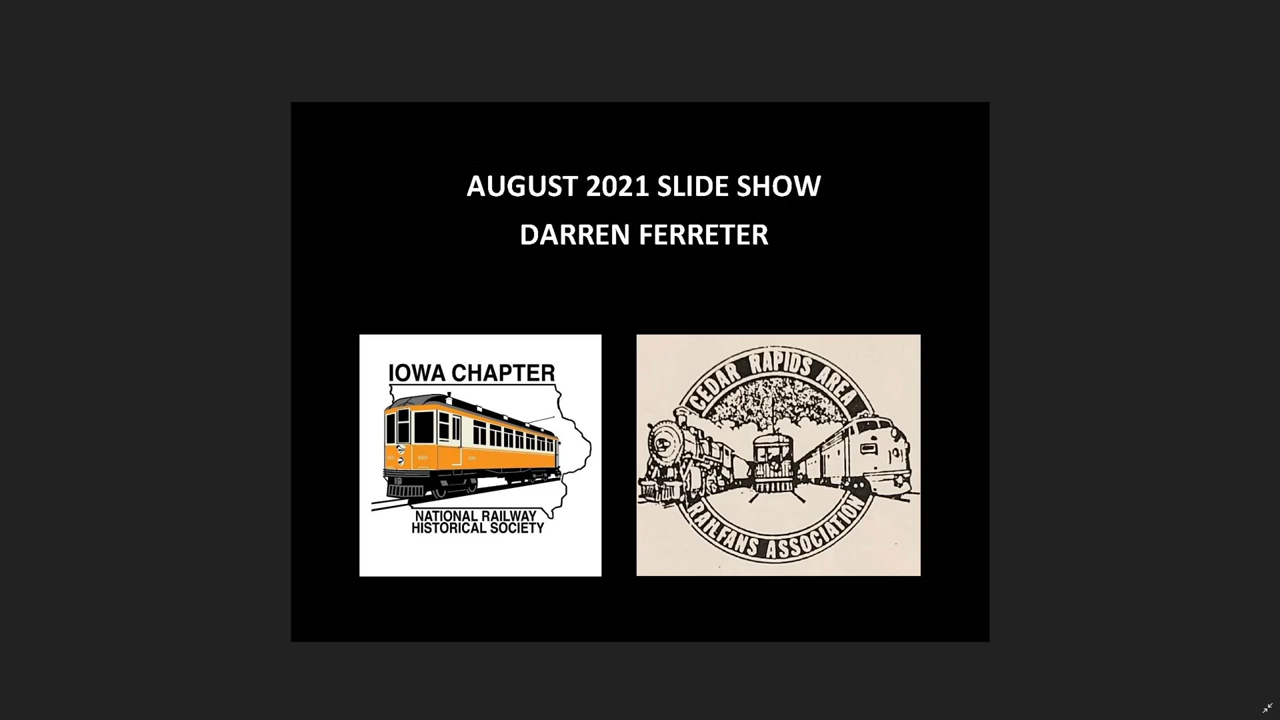 AUGUST 2021 SLIDE SHOW
DARREN FERRETER
IOWA CHAPTER
NATIONAL RAILWAY
HISTORICAL SOCIETY
CEDAR RAPIDS AREA
RAILFANS ASSOCIATION